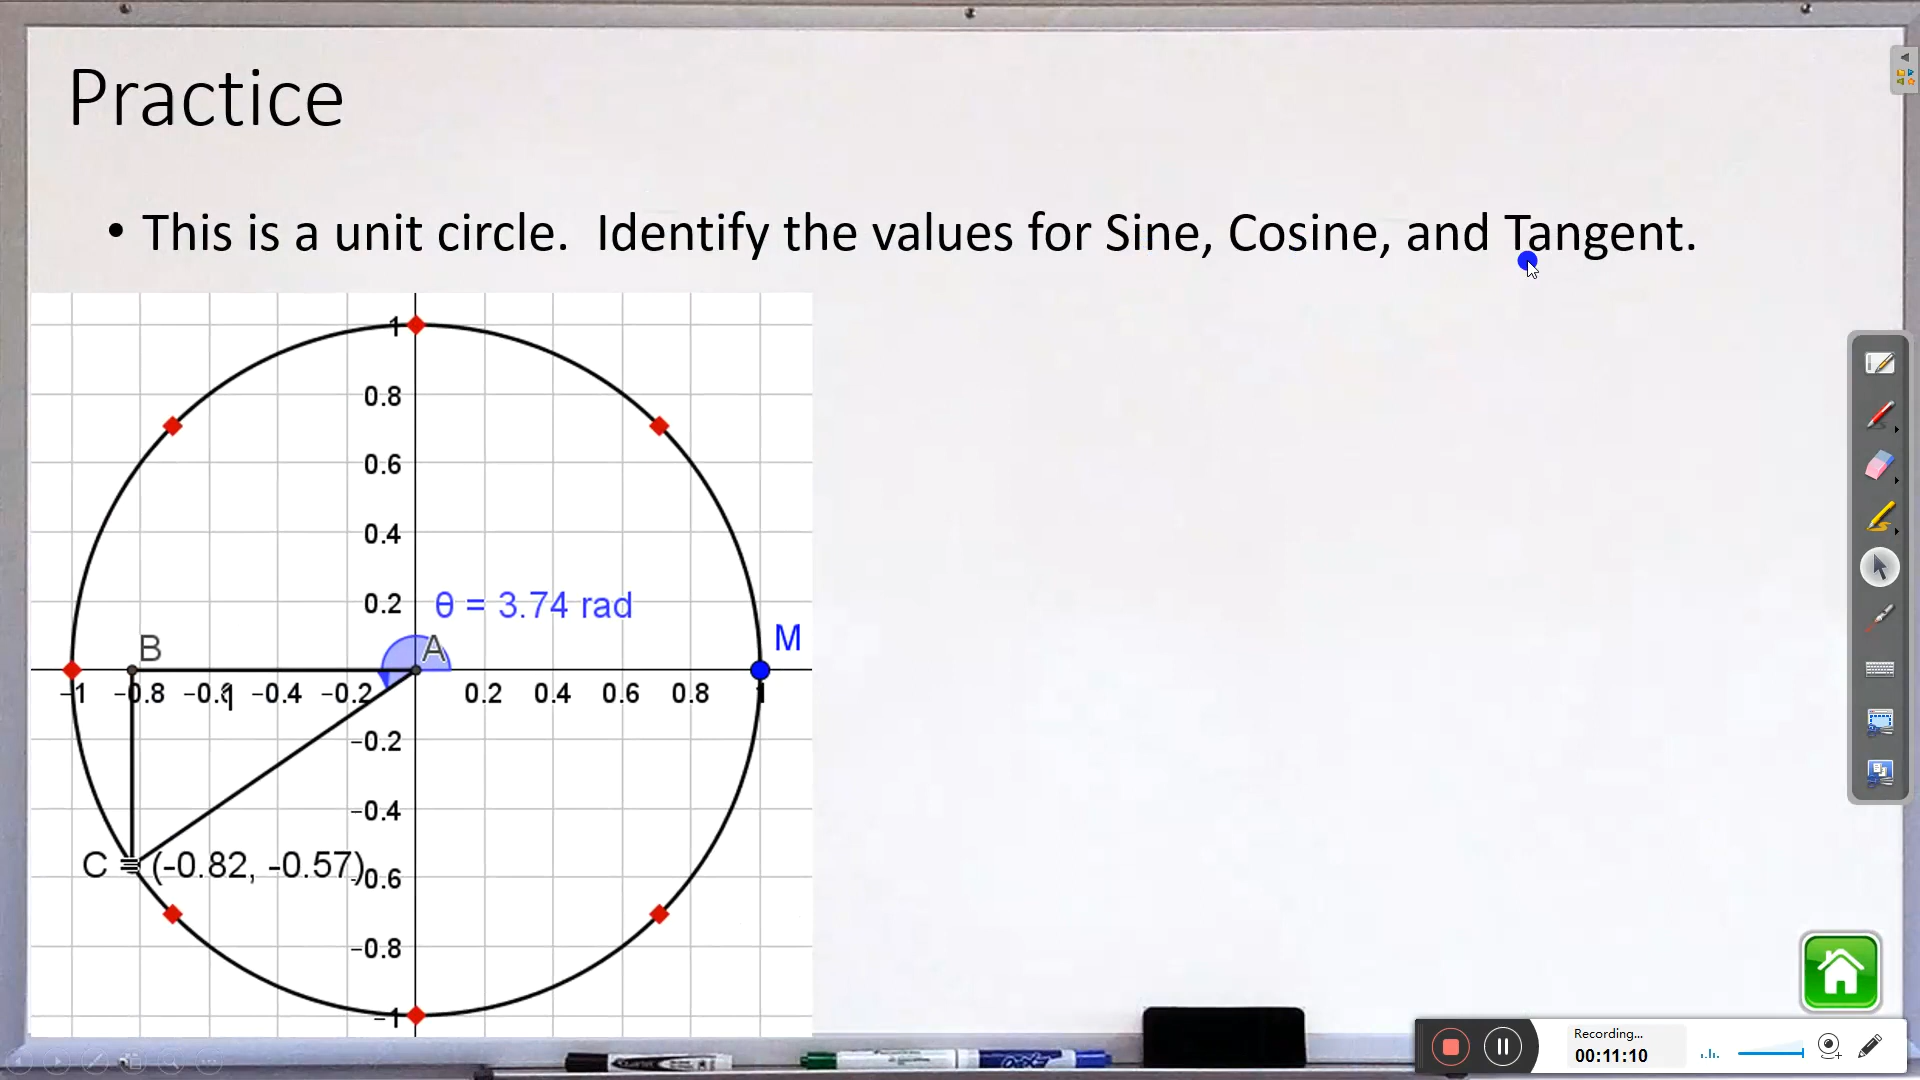 Practice
• This is a unit circle.  Identify the values for Sine, Cosine, and Tangent.
1
0.8
0.6
0.4
0.2
θ = 3.74 rad
B
A
M
−1 −0.8 −0.6 1 −0.4 −0.2 0.2 0.4 0.6 0.8 1
−0.2
−0.4
C = (-0.82, -0.57)
−0.6
−0.8
−1
Recording...
00:11:10